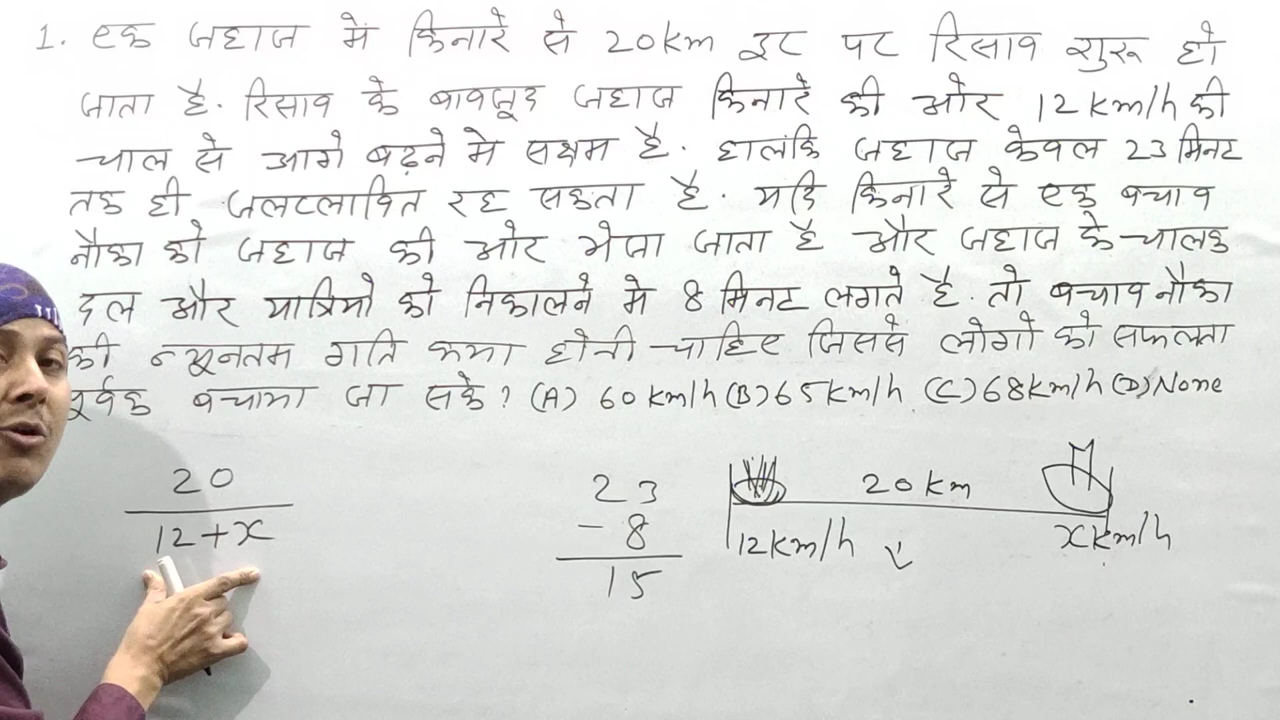 1. एक जहाज में किनारे से 20km दूर पर रिसाव शुरू हो
जाता है. रिसाव के बावजूद जहाज किनारे की ओर 12km/h की
चाल से आगे बढ़ने मे सक्षम है. हालंकि जहाज केवल 23 मिनट
तक ही जलप्लावित रह सकता है. यदि किनारे से एक बचाव
नौका को जहाज की ओर भेजा जाता है और जहाज के चालक
दल और यात्रियो को निकालने मे 8 मिनट लगते है. तो बचाव नौका
की न्यूनतम गति क्या होनी चाहिए जिससे लोगो को सफलता
पूर्वक बचाया जा सके? (A) 60km/h (B) 65km/h. (C) 68km/h (D) None
20
12+x
23
-8
15
20km
12km/h
xkm/h